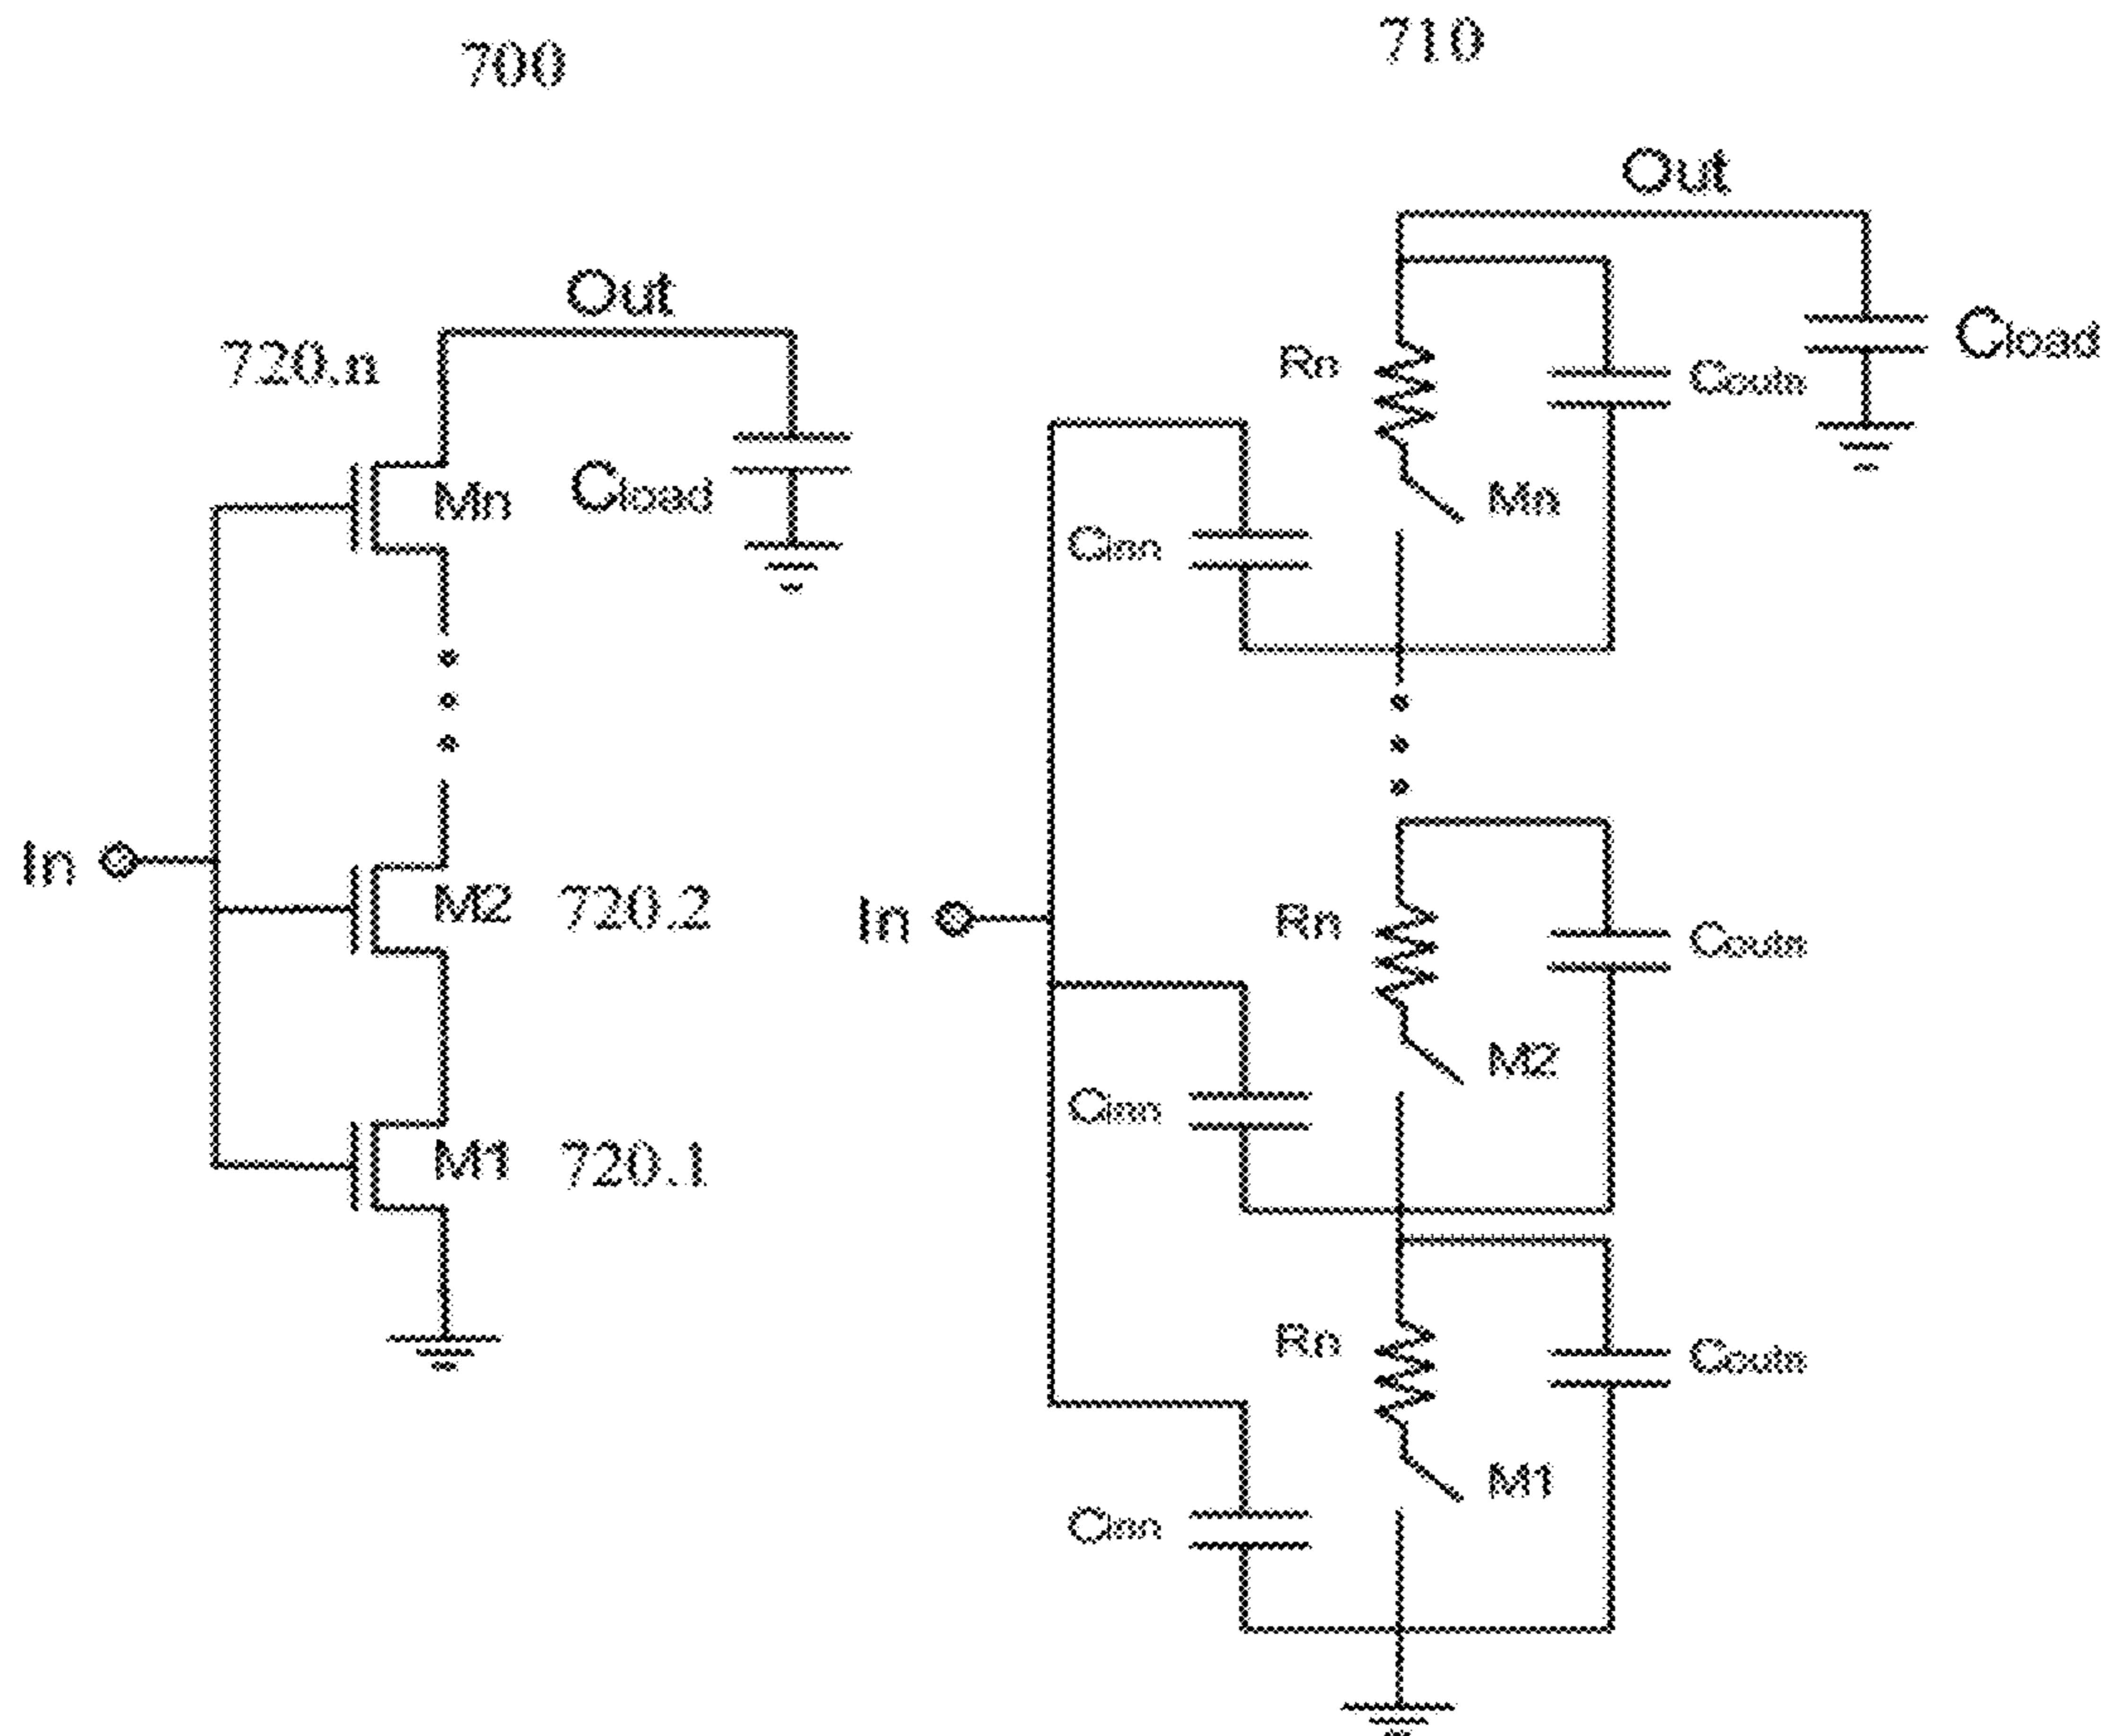 700
Out
720.n
Mn
Cload
In
M2 720.2
M1 720.1
710
Out
Rn
Coutn
Cload
Mn
Cinn
In
Rn
Coutn
M2
Cinn
Rn
Coutn
M1
Cinn